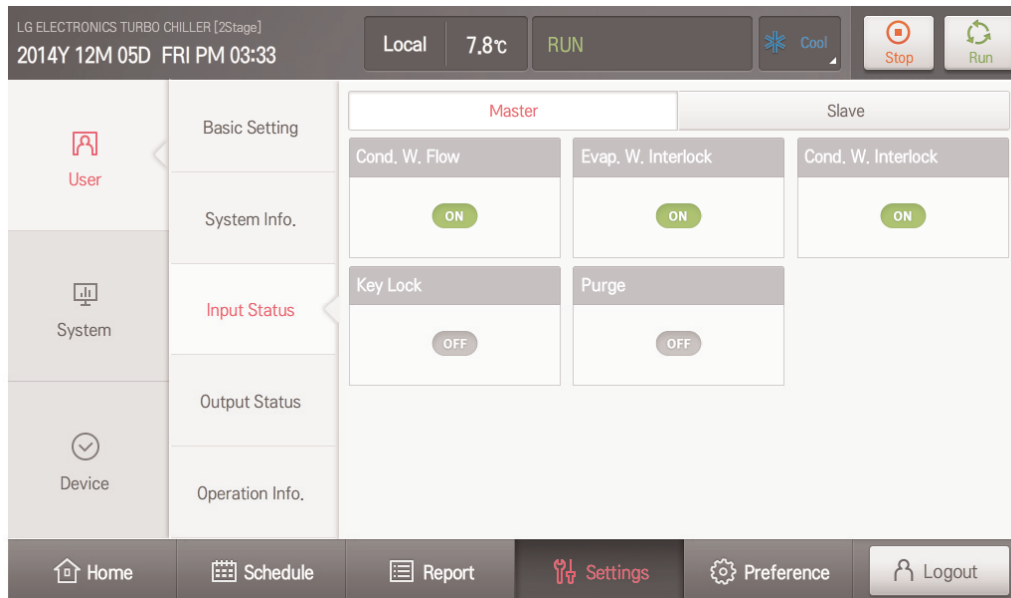 LG ELECTRONICS TURBO CHILLER [2Stage]
2014Y 12M 05D FRI PM 03:33
Local 7.8℃ RUN Cool Stop Run
User
System
Device
Basic Setting
System Info.
Input Status
Output Status
Operation Info.
Master Slave
Cond. W. Flow Evap. W. Interlock Cond. W. Interlock
ON ON ON
Key Lock Purge
OFF OFF
Home Schedule Report Settings Preference Logout